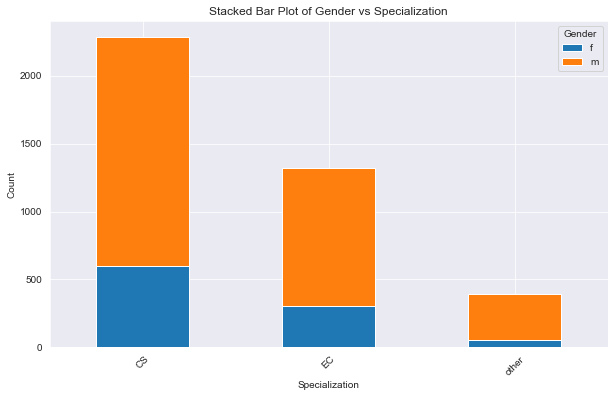 Stacked Bar Plot of Gender vs Specialization
Gender
f
m
2000
1500
1000
500
0
Count
CS
EC
other
Specialization